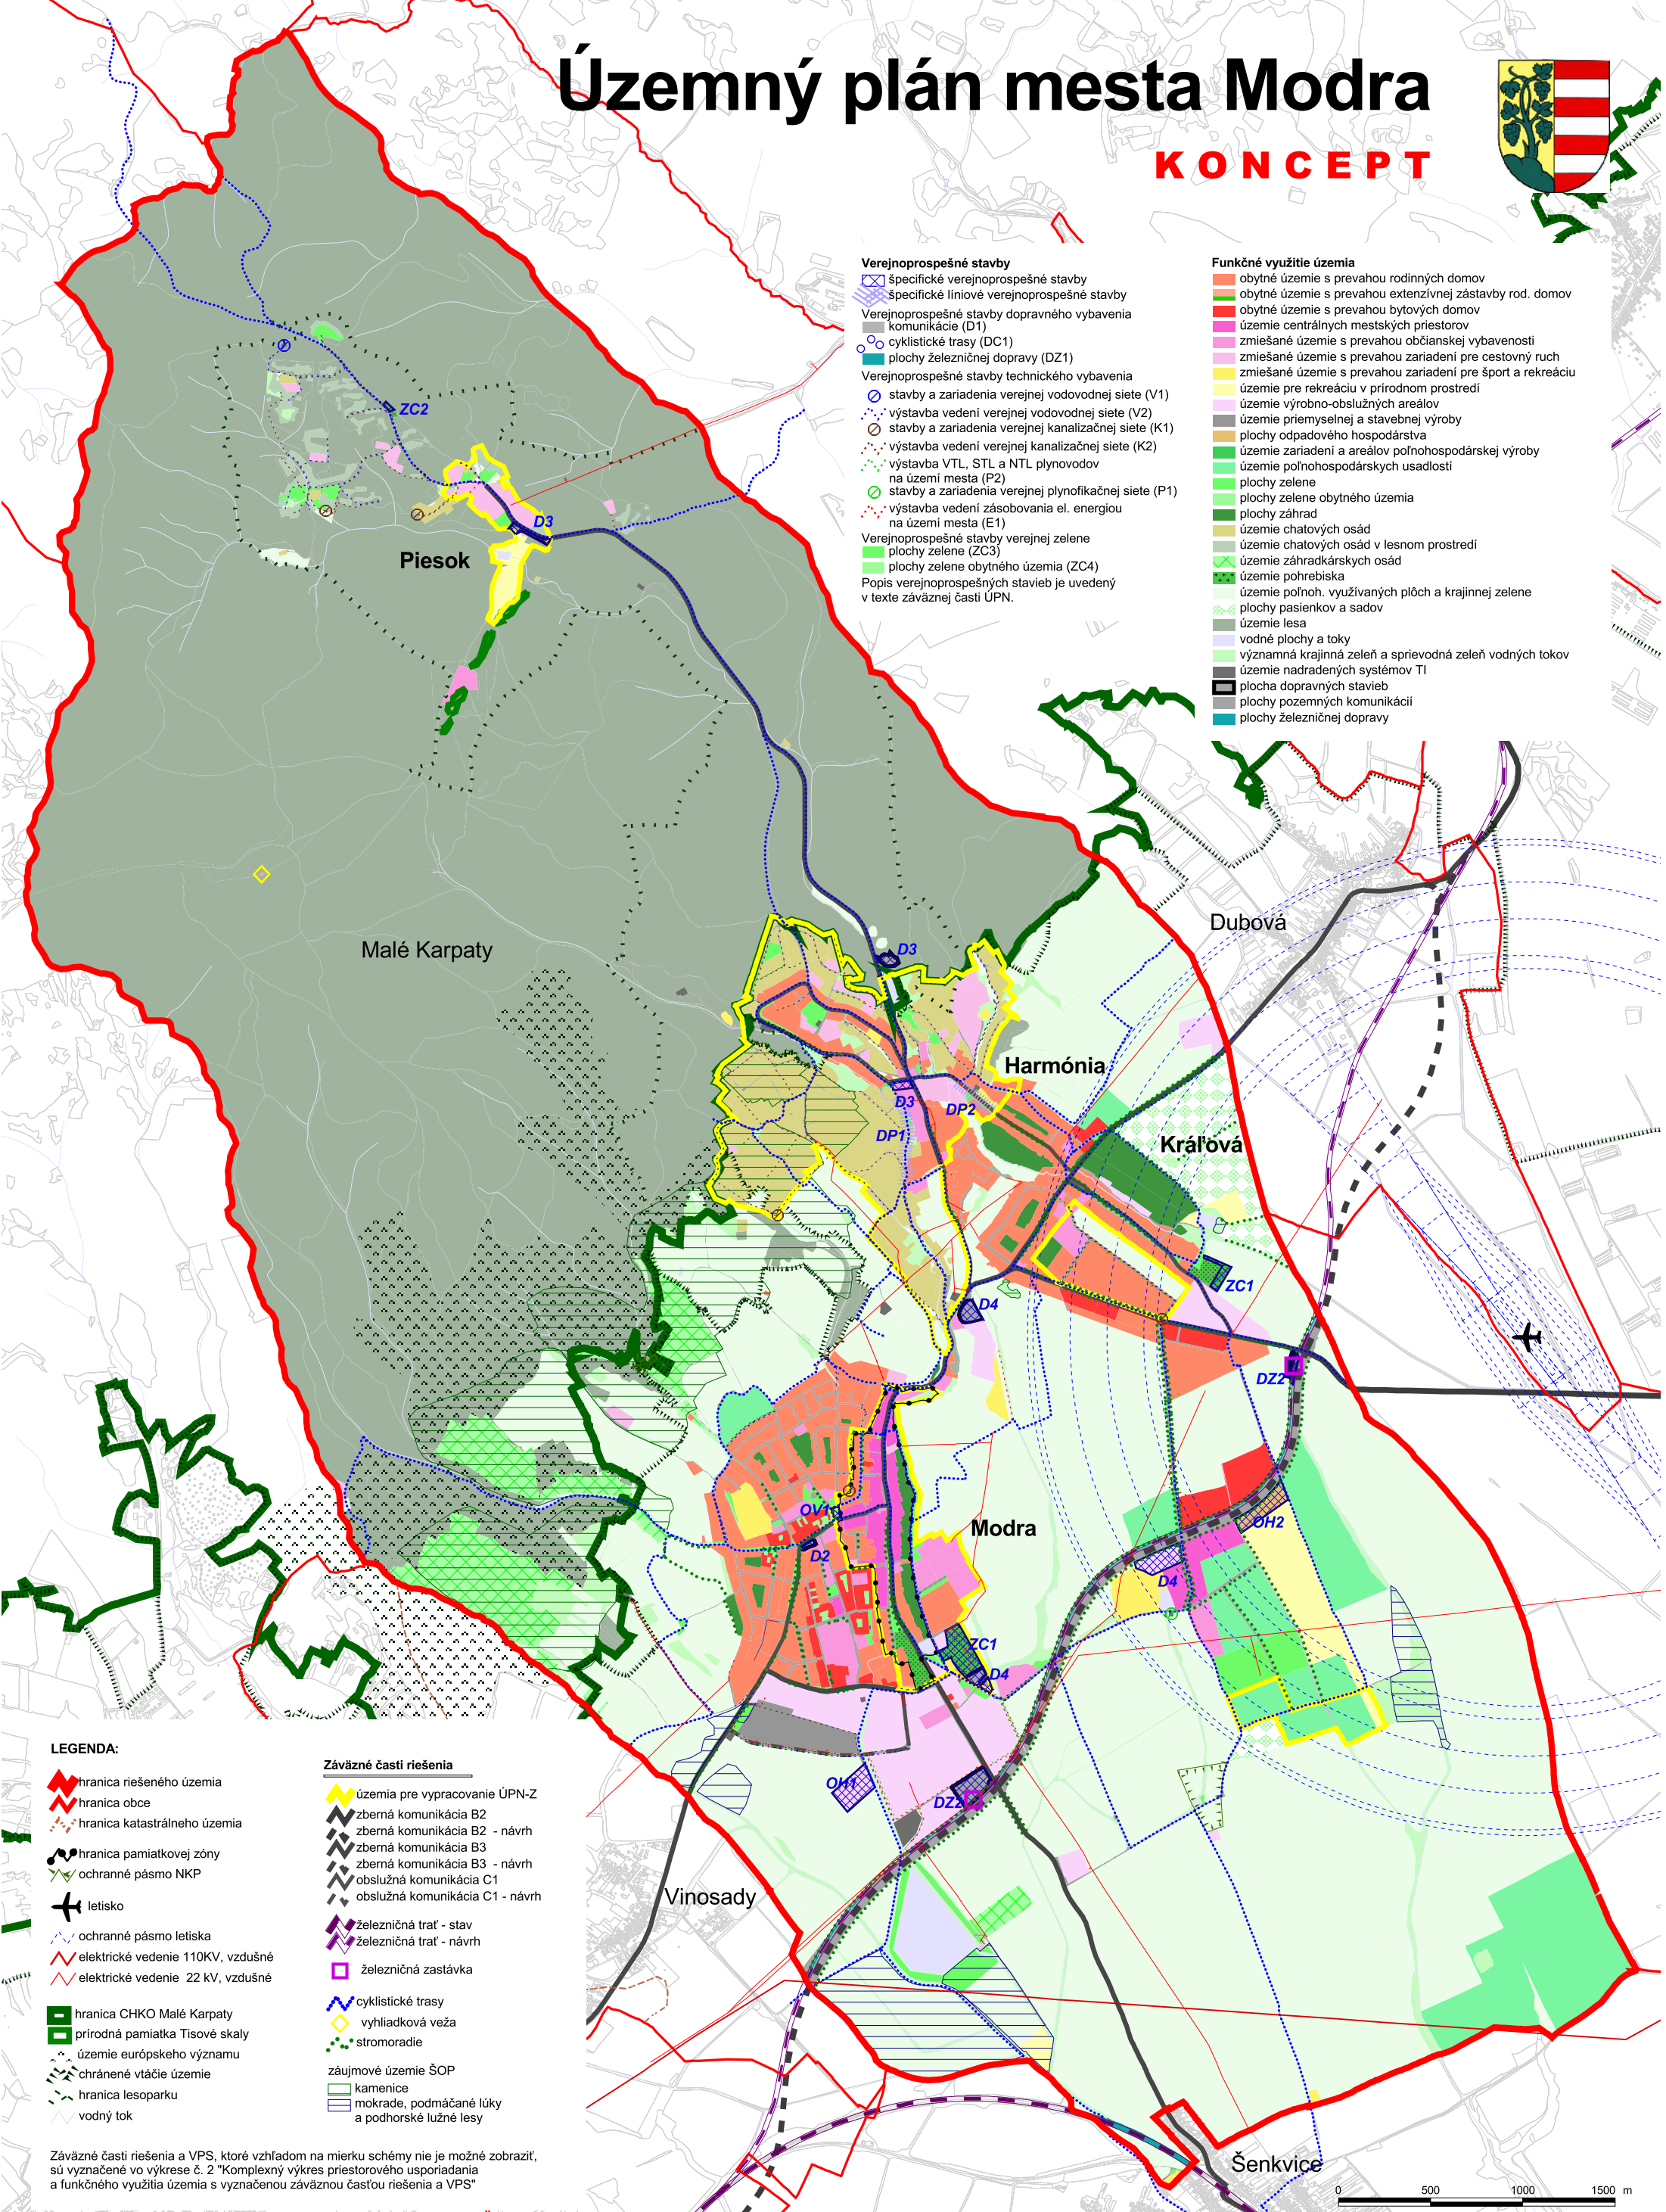 Územný plán mesta Modra
KONCEPT
Verejnoprospešné stavby
špecifické verejnoprospešné stavby
špecifické líniové verejnoprospešné stavby
Verejnoprospešné stavby dopravného vybavenia
komunikácie (D1)
cyklistické trasy (DC1)
plochy železničnej dopravy (DZ1)
Verejnoprospešné stavby technického vybavenia
stavby a zariadenia verejnej vodovodnej siete (V1)
výstavba vedení verejnej vodovodnej siete (V2)
stavby a zariadenia verejnej kanalizačnej siete (K1)
výstavba vedení verejnej kanalizačnej siete (K2)
výstavba VTL, STL a NTL plynovodov
na území mesta (P2)
stavby a zariadenia verejnej plynofikačnej siete (P1)
výstavba vedení zásobovania el. energiou
na území mesta (E1)
Verejnoprospešné stavby verejnej zelene
plochy zelene (ZC3)
plochy zelene obytného územia (ZC4)
Popis verejnoprospešných stavieb je uvedený
v texte záväznej časti ÚPN.
Funkčné využitie územia
obytné územie s prevahou rodinných domov
obytné územie s prevahou extenzívnej zástavby rod. domov
obytné územie s prevahou bytových domov
územie centrálnych mestských priestorov
zmiešané územie s prevahou občianskej vybavenosti
zmiešané územie s prevahou zariadení pre cestovný ruch
zmiešané územie s prevahou zariadení pre šport a rekreáciu
územie pre rekreáciu v prírodnom prostredí
územie výrobno-obslužných areálov
územie priemyselnej a stavebnej výroby
plochy odpadového hospodárstva
územie zariadení a areálov poľnohospodárskej výroby
územie poľnohospodárskych usadlostí
plochy zelene
plochy zelene obytného územia
plochy záhrad
územie chatových osád
územie chatových osád v lesnom prostredí
územie záhradkárskych osád
územie pohrebiska
územie poľnoh. využívaných plôch a krajinnej zelene
plochy pasienkov a sadov
územie lesa
vodné plochy a toky
významná krajinná zeleň a sprievodná zeleň vodných tokov
územie nadradených systémov TI
plocha dopravných stavieb
plochy pozemných komunikácií
plochy železničnej dopravy
ZC2
D3
Piesok
Malé Karpaty
Dubová
D3
Harmónia
D3
DP2
DP1
Kráľová
ZC1
D4
DZ2
OV1
Modra
D2
OH2
D4
ZC1
D4
OH1
DZ2
Vinosady
Šenkvice
LEGENDA:
hranica riešeného územia
hranica obce
hranica katastrálneho územia
hranica pamiatkovej zóny
ochranné pásmo NKP
letisko
ochranné pásmo letiska
elektrické vedenie 110KV, vzdušné
elektrické vedenie 22 kV, vzdušné
hranica CHKO Malé Karpaty
prírodná pamiatka Tisové skaly
územie európskeho významu
chránené vtáčie územie
hranica lesoparku
vodný tok
Záväzné časti riešenia
územia pre vypracovanie ÚPN-Z
zberná komunikácia B2
zberná komunikácia B2 - návrh
zberná komunikácia B3
zberná komunikácia B3 - návrh
obslužná komunikácia C1
obslužná komunikácia C1 - návrh
železničná trať - stav
železničná trať - návrh
železničná zastávka
cyklistické trasy
vyhliadková veža
stromoradie
záujmové územie ŠOP
kamenice
mokrade, podmáčané lúky
a podhorské lužné lesy
Záväzné časti riešenia a VPS, ktoré vzhľadom na mierku schémy nie je možné zobraziť,
sú vyznačené vo výkrese č. 2 "Komplexný výkres priestorového usporiadania
a funkčného využitia územia s vyznačenou záväznou časťou riešenia a VPS"
0 500 1000 1500 m